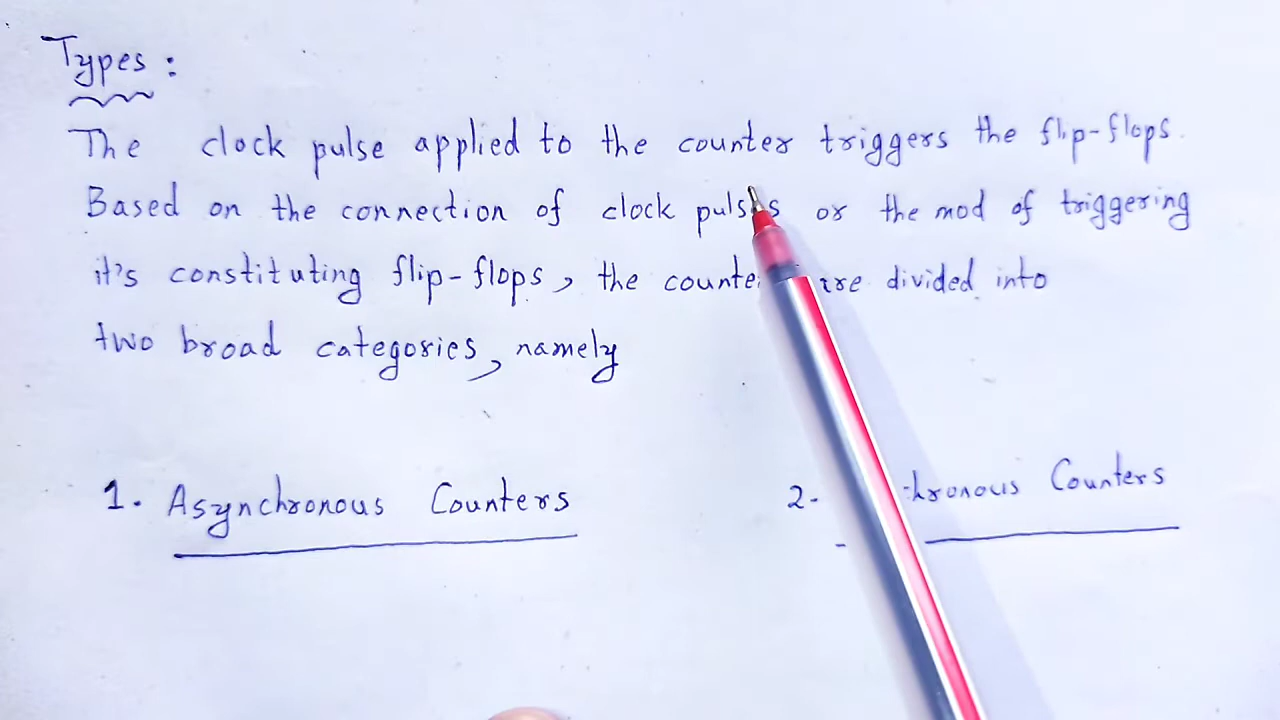 Types :
The clock pulse applied to the counter triggers the flip-flops.
Based on the connection of clock pulses or the mod of triggering
it's constituting flip-flops, the counters are divided into
two broad categories, namely
1. Asynchronous Counters 2. chronous Counters